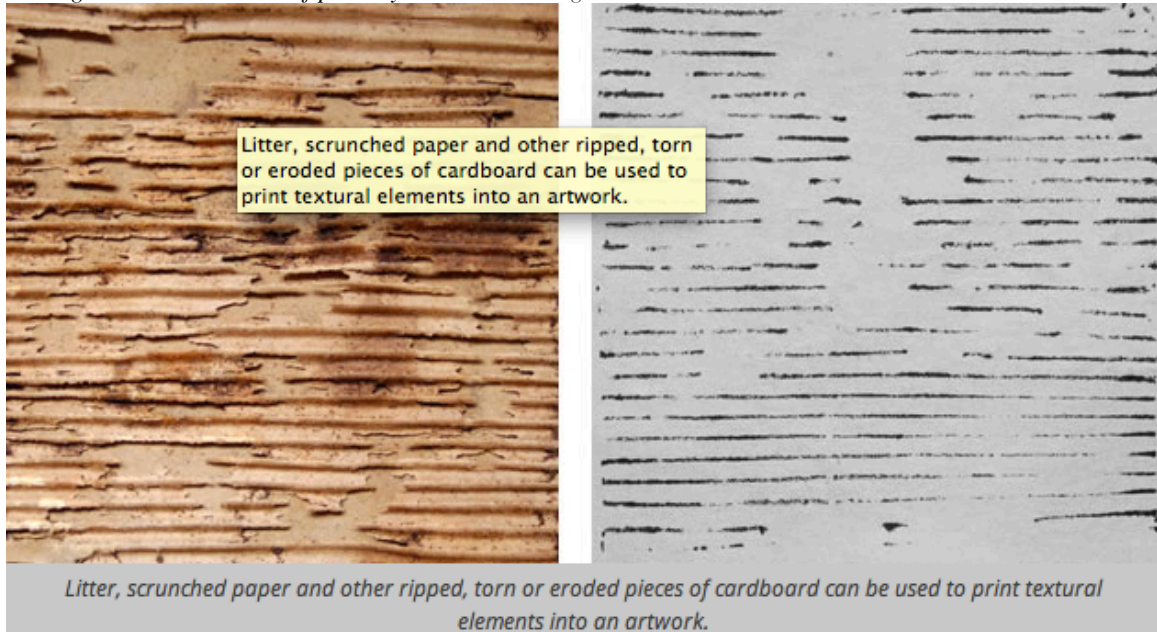 Litter, scrunched paper and other ripped, torn
or eroded pieces of cardboard can be used to
print textural elements into an artwork.
Litter, scrunched paper and other ripped, torn or eroded pieces of cardboard can be used to print textural
elements into an artwork.